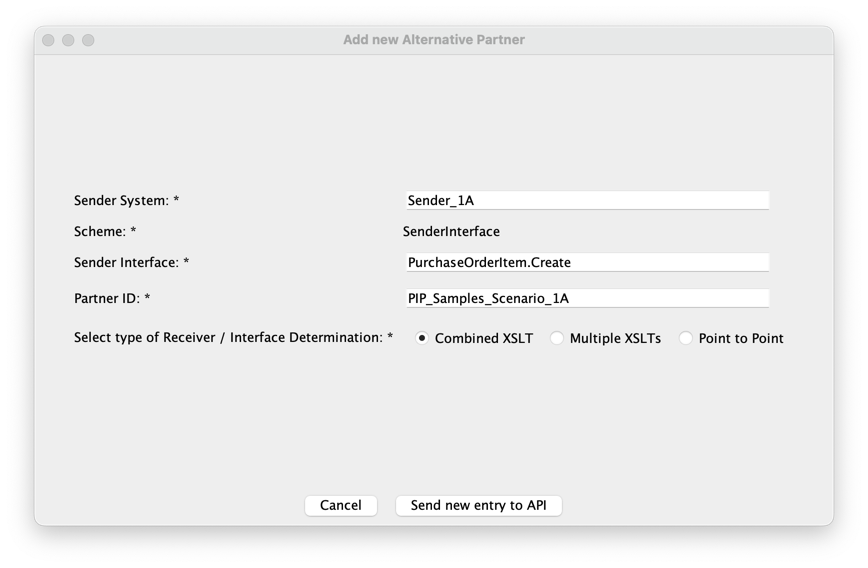 Add new Alternative Partner
Sender System: * Sender_1A
Scheme: * SenderInterface
Sender Interface: * PurchaseOrderItem.Create
Partner ID: * PIP_Samples_Scenario_1A
Select type of Receiver / Interface Determination: * Combined XSLT Multiple XSLTs Point to Point
Cancel Send new entry to API